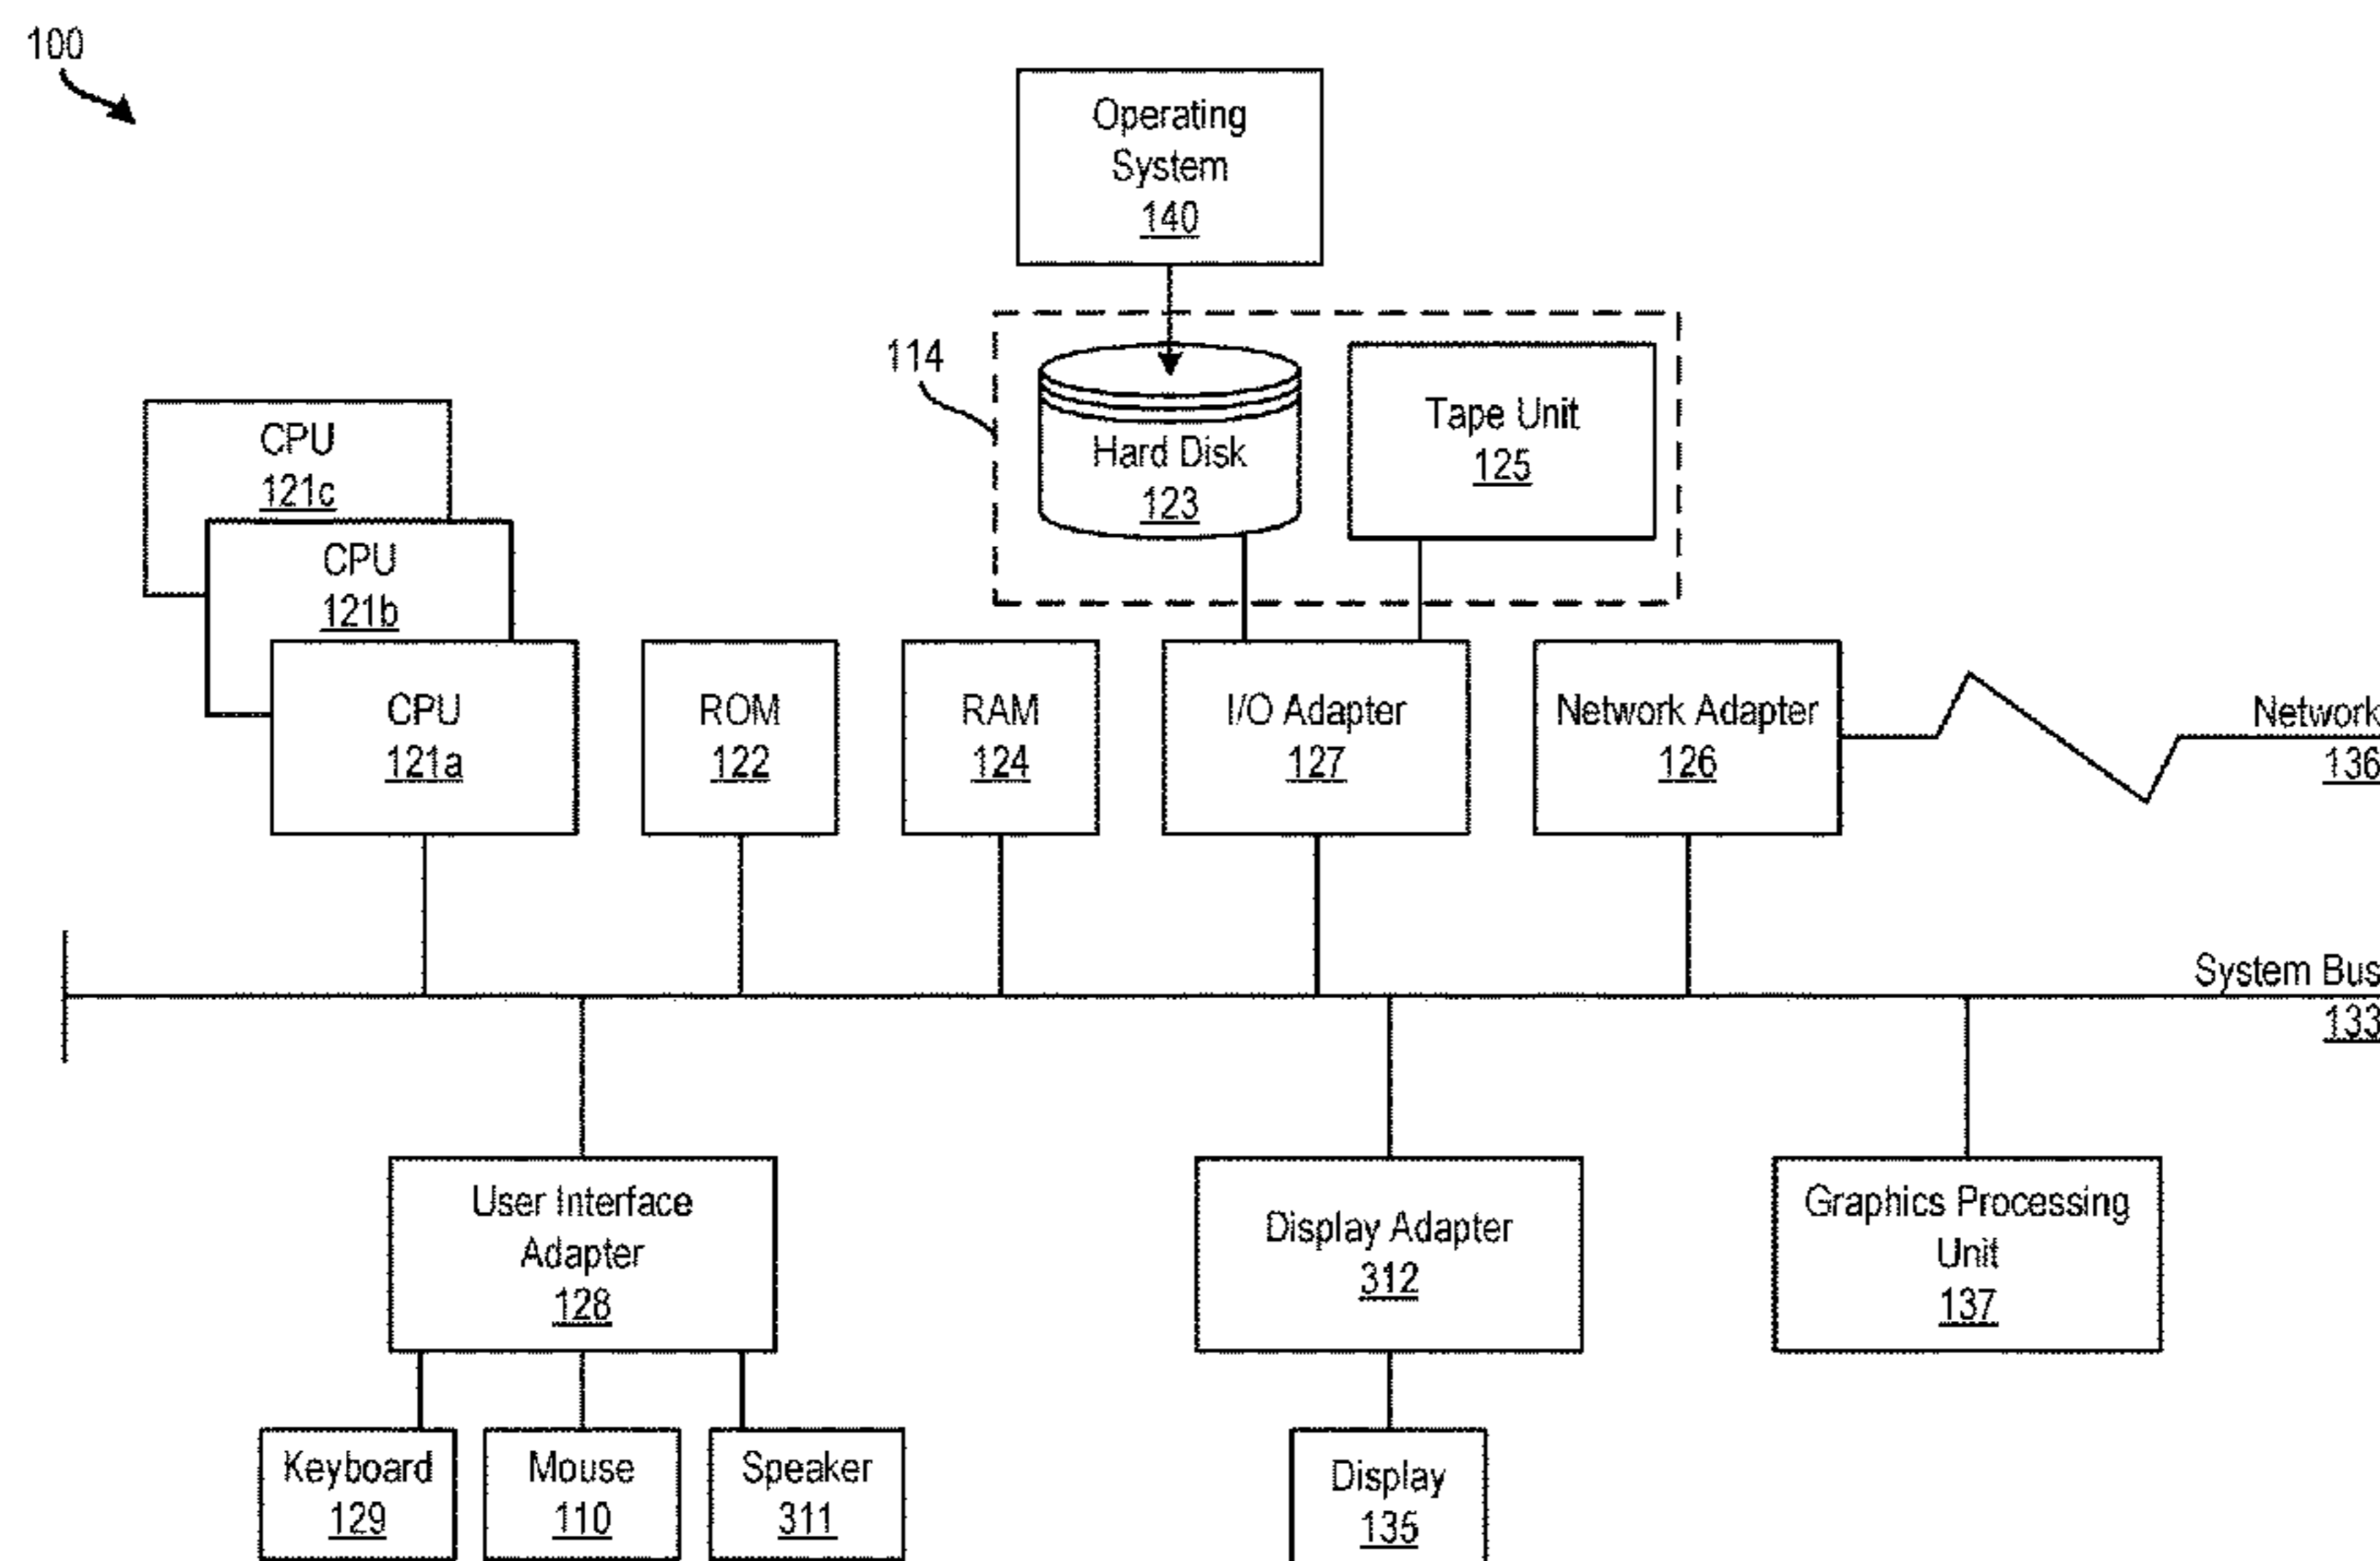 100
Operating
System
140
114
Hard Disk
123
Tape Unit
125
CPU
121c
CPU
121b
CPU
121a
ROM
122
RAM
124
I/O Adapter
127
Network Adapter
126
Network
136
System Bus
133
User Interface
Adapter
128
Display Adapter
312
Graphics Processing
Unit
137
Keyboard
129
Mouse
110
Speaker
311
Display
135